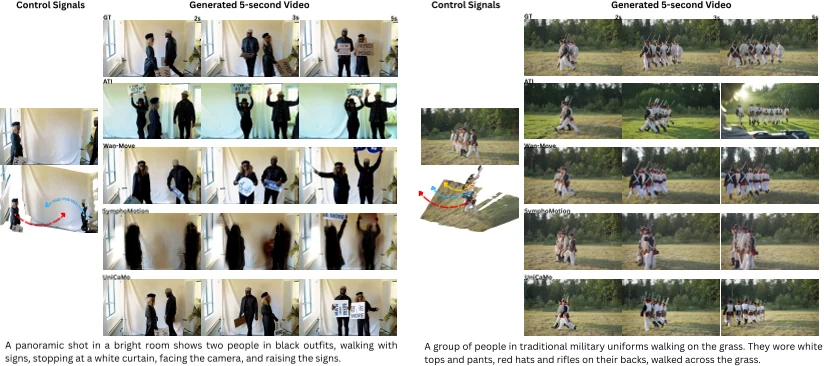 Control Signals
Generated 5-second Video
GT
2s
3s
5s
ATI
Wan-Move
SymphoMotion
UniCaMo
A panoramic shot in a bright room shows two people in black outfits, walking with
signs, stopping at a white curtain, facing the camera, and raising the signs.
Control Signals
Generated 5-second Video
GT
2s
3s
5s
ATI
Wan-Move
SymphoMotion
UniCaMo
A group of people in traditional military uniforms walking on the grass. They wore white
tops and pants, red hats and rifles on their backs, walked across the grass.